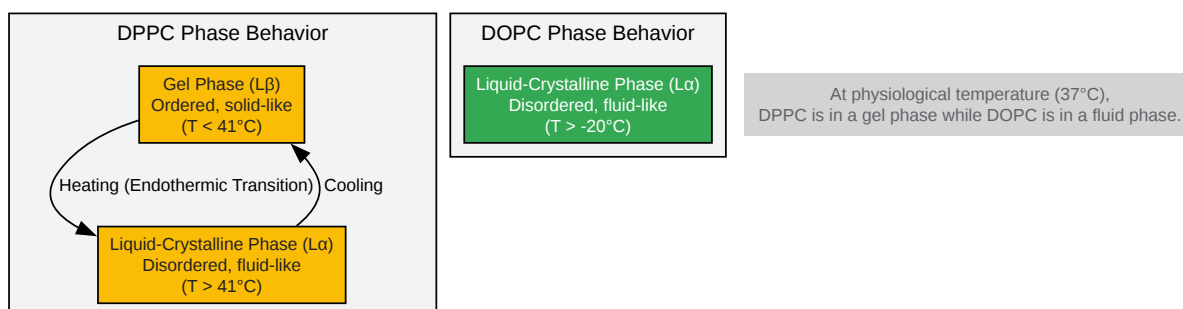 DPPC Phase Behavior
Gel Phase (Lβ)
Ordered, solid-like
(T < 41°C)
Heating (Endothermic Transition)
Cooling
Liquid-Crystalline Phase (Lα)
Disordered, fluid-like
(T > 41°C)
DOPC Phase Behavior
Liquid-Crystalline Phase (Lα)
Disordered, fluid-like
(T > -20°C)
At physiological temperature (37°C),
DPPC is in a gel phase while DOPC is in a fluid phase.